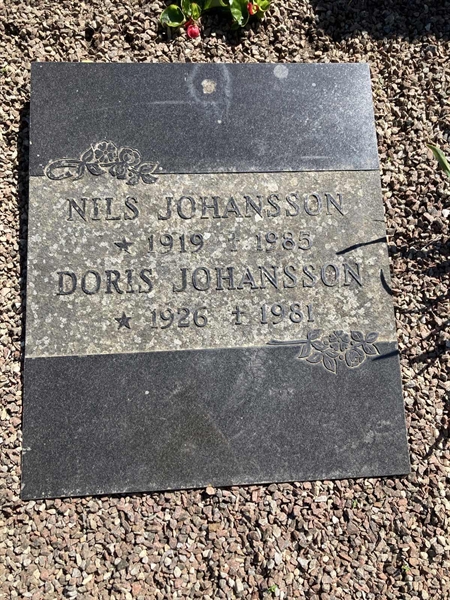 NILS JOHANSSON
★ 1919 † 1985
DORIS JOHANSSON
★ 1926 † 1981